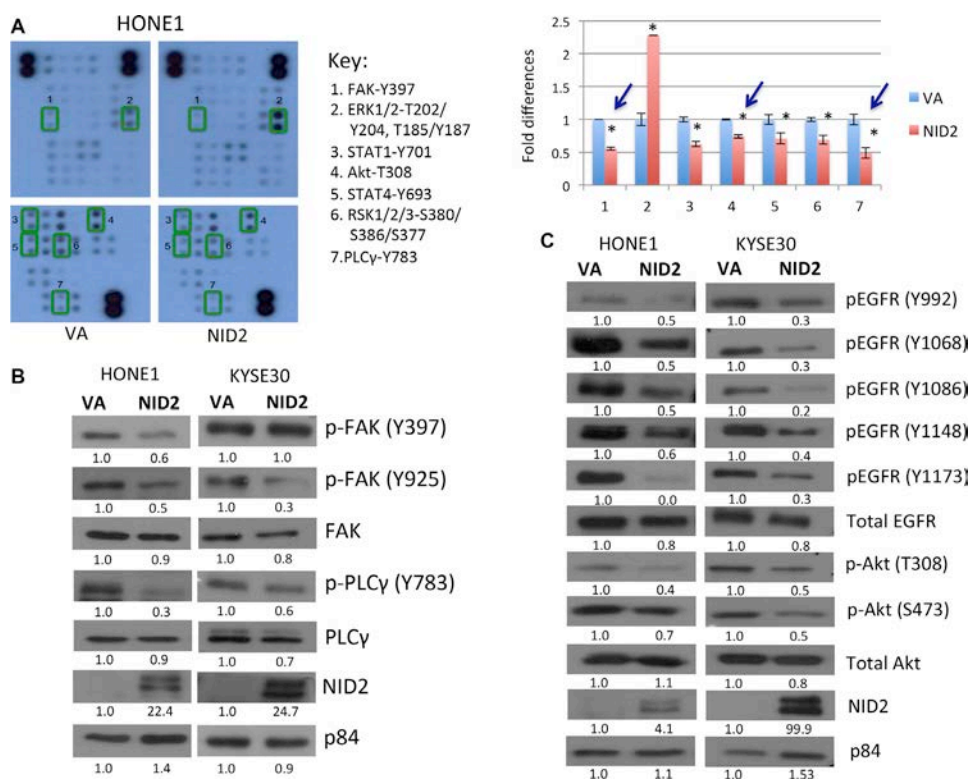 A
HONE1
1
2
1
2
3
4
5
6
7
3
4
5
6
7
VA
NID2
Key:
1. FAK-Y397
2. ERK1/2-T202/
Y204, T185/Y187
3. STAT1-Y701
4. Akt-T308
5. STAT4-Y693
6. RSK1/2/3-S380/
S386/S377
7.PLCγ-Y783
Fold differences
2.5
2
1.5
1
0.5
0
* * * * * * *
1 2 3 4 5 6 7
VA
NID2
B
HONE1 KYSE30
VA NID2 VA NID2
p-FAK (Y397)
1.0 0.6 1.0 1.0
p-FAK (Y925)
1.0 0.5 1.0 0.3
FAK
1.0 0.9 1.0 0.8
p-PLCγ (Y783)
1.0 0.3 1.0 0.6
PLCγ
1.0 0.9 1.0 0.7
NID2
1.0 22.4 1.0 24.7
p84
1.0 1.4 1.0 0.9
C
HONE1 KYSE30
VA NID2 VA NID2
pEGFR (Y992)
1.0 0.5 1.0 0.3
pEGFR (Y1068)
1.0 0.5 1.0 0.3
pEGFR (Y1086)
1.0 0.5 1.0 0.2
pEGFR (Y1148)
1.0 0.6 1.0 0.4
pEGFR (Y1173)
1.0 0.0 1.0 0.3
Total EGFR
1.0 0.8 1.0 0.8
p-Akt (T308)
1.0 0.4 1.0 0.5
p-Akt (S473)
1.0 0.7 1.0 0.5
Total Akt
1.0 1.1 1.0 0.8
NID2
1.0 4.1 1.0 99.9
p84
1.0 1.1 1.0 1.53